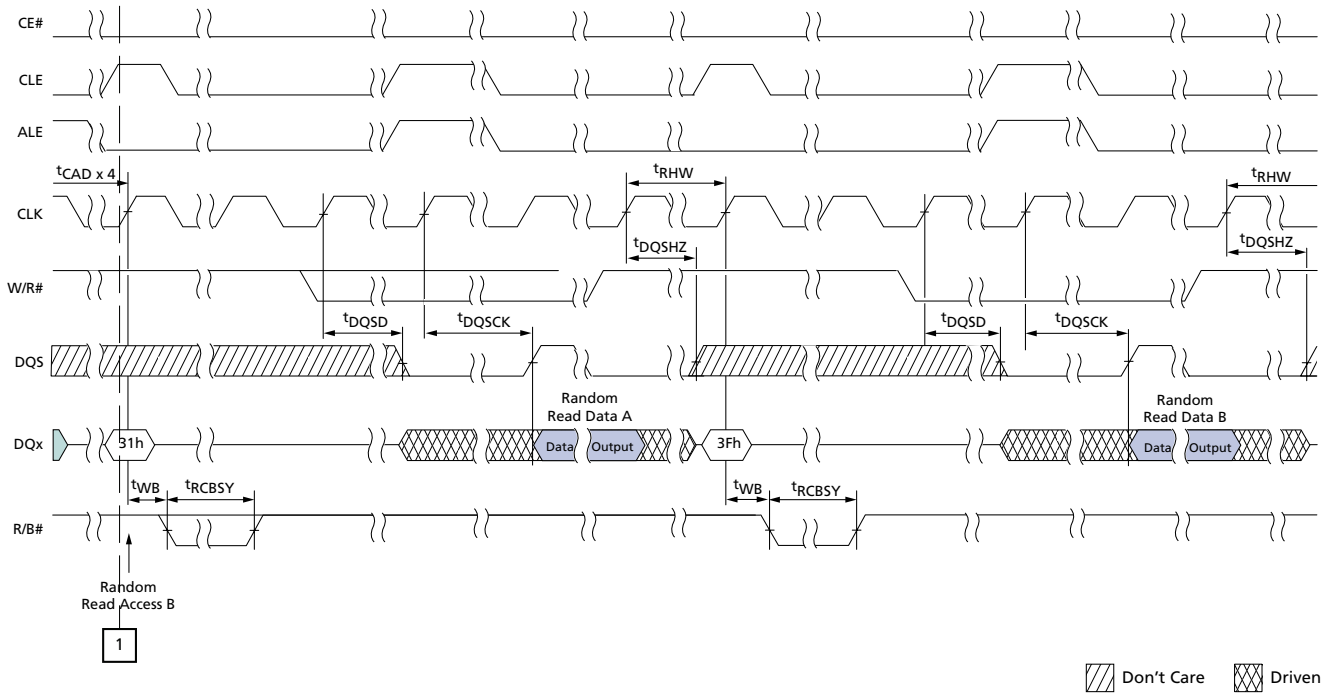 CE#
CLE
ALE
tCAD x 4
tRHW
tRHW
CLK
tDQSHZ
tDQSHZ
W/R#
tDQSD
tDQSCK
tDQSD
tDQSCK
DQS
Random
Read Data A
Random
Read Data B
DQx
31h
Data
Output
3Fh
Data
Output
tWB
tRCBSY
tWB
tRCBSY
R/B#
Random
Read Access B
1
Don't Care
Driven